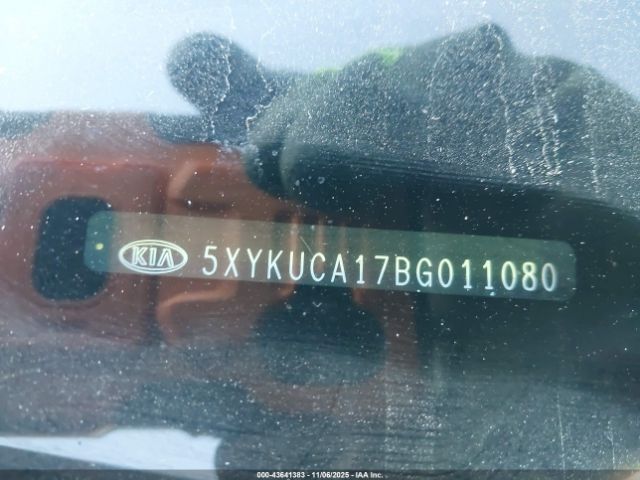 KIA 5XYKUCA17BG011080
000-43641383 - 11/06/2025 - IAA Inc.